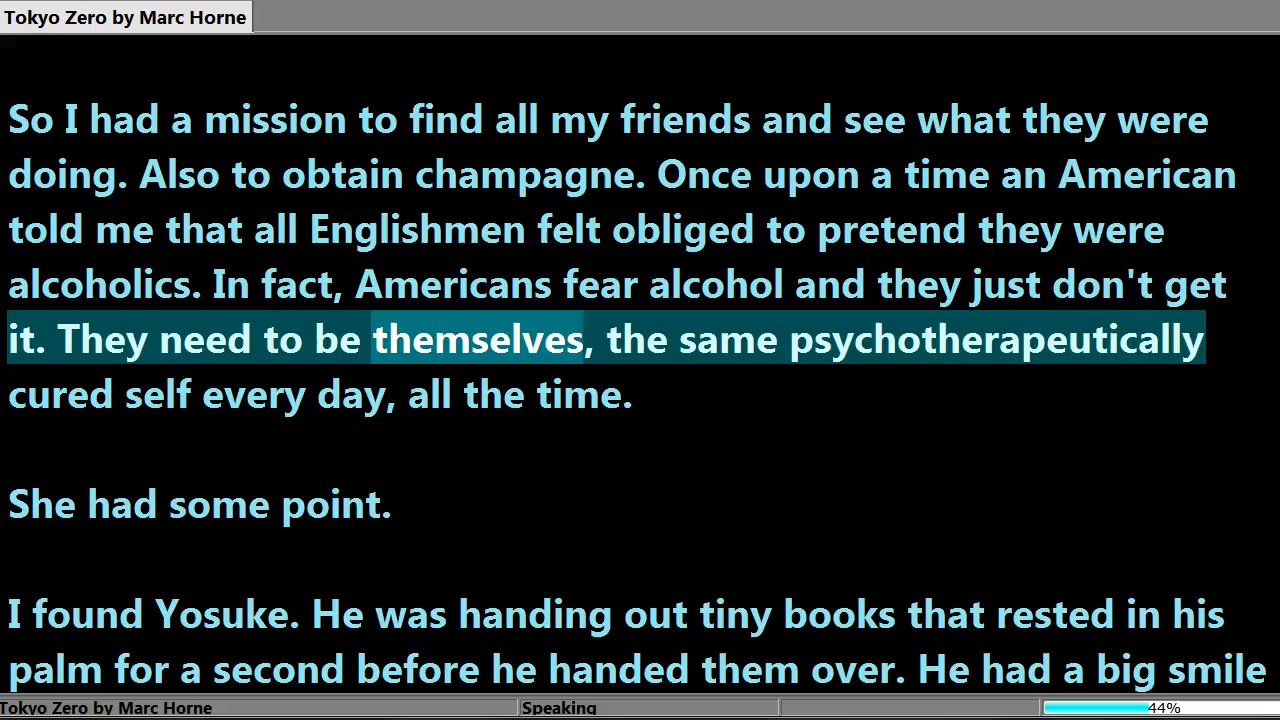 Tokyo Zero by Marc Horne
So I had a mission to find all my friends and see what they were
doing. Also to obtain champagne. Once upon a time an American
told me that all Englishmen felt obliged to pretend they were
alcoholics. In fact, Americans fear alcohol and they just don't get
it. They need to be themselves, the same psychotherapeutically
cured self every day, all the time.
She had some point.
I found Yosuke. He was handing out tiny books that rested in his
palm for a second before he handed them over. He had a big smile
Tokyo Zero by Marc Horne
Speaking
44%